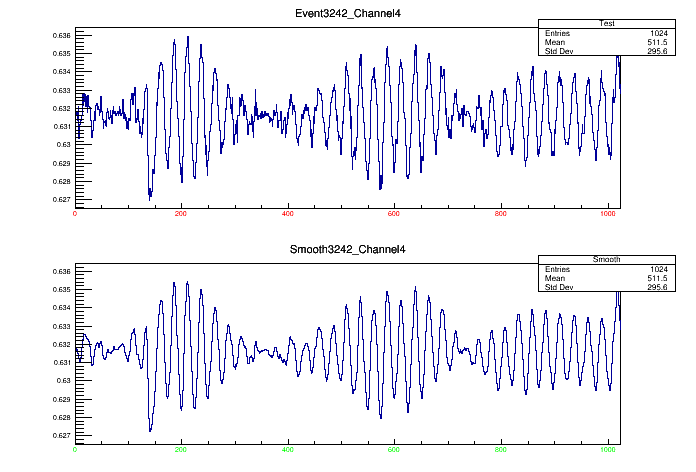 Event3242_Channel4
Test
Entries 1024
Mean 511.5
Std Dev 295.6
0.636
0.635
0.634
0.633
0.632
0.631
0.63
0.629
0.628
0.627
0 200 400 600 800 1000
Smooth3242_Channel4
Smooth
Entries 1024
Mean 511.5
Std Dev 295.6
0.636
0.635
0.634
0.633
0.632
0.631
0.63
0.629
0.628
0.627
0 200 400 600 800 1000